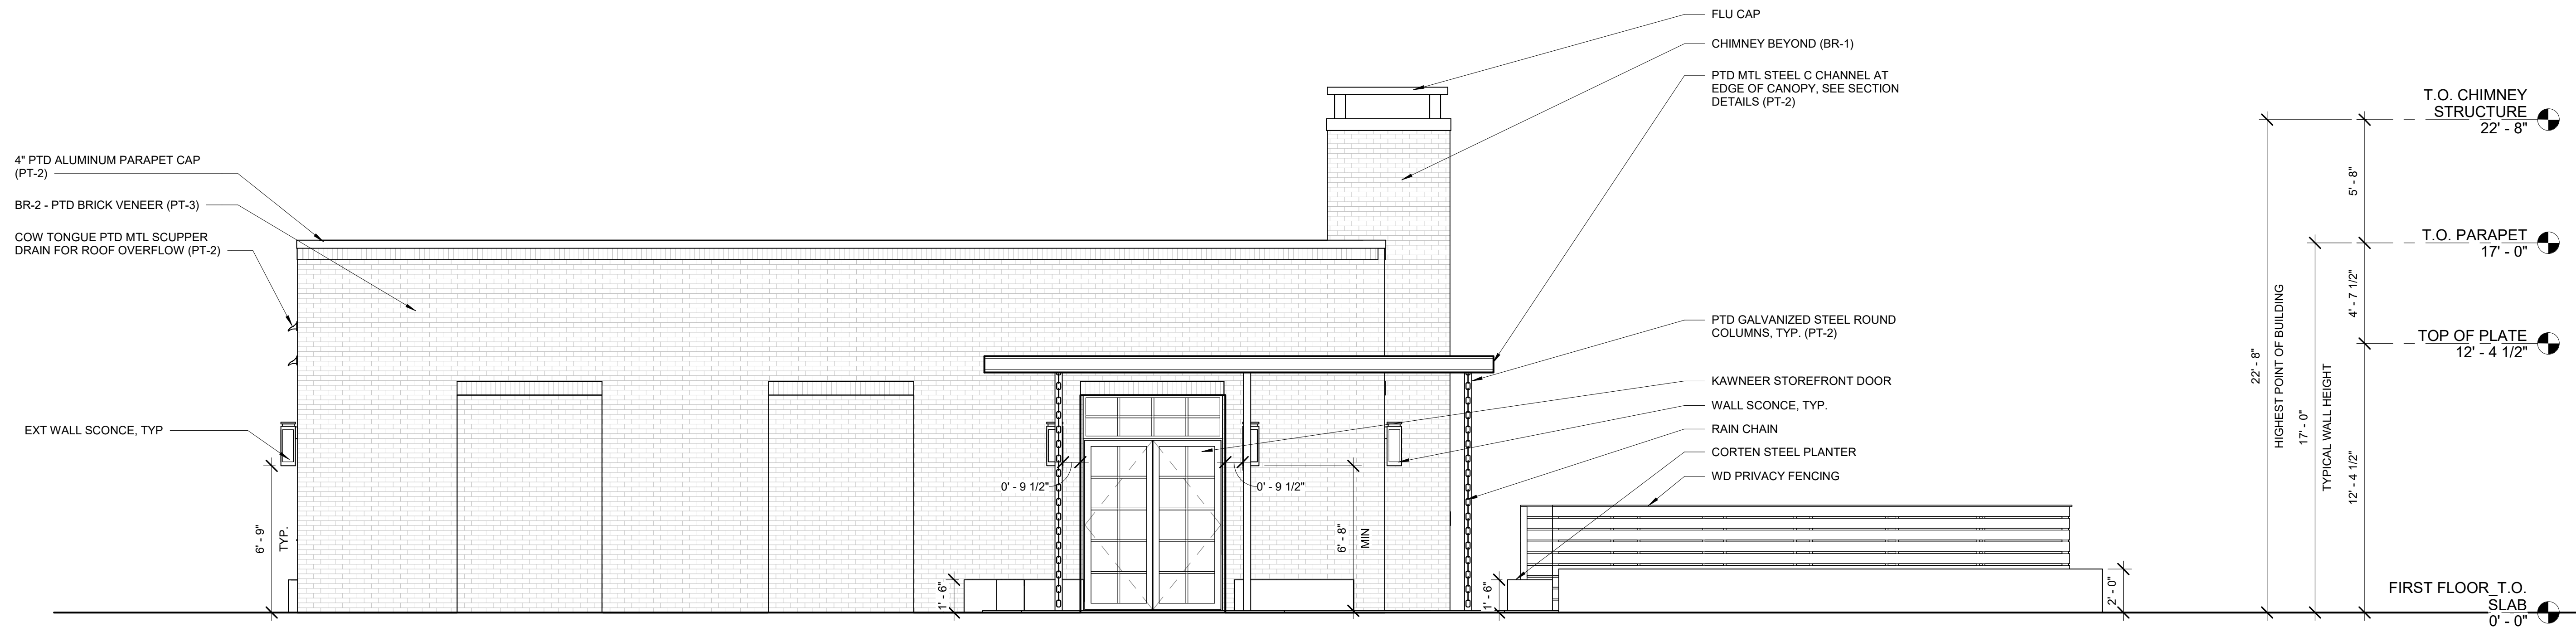 FLU CAP
CHIMNEY BEYOND (BR-1)
PTD MTL STEEL C CHANNEL AT
EDGE OF CANOPY, SEE SECTION
DETAILS (PT-2)
4" PTD ALUMINUM PARAPET CAP
(PT-2)
BR-2 - PTD BRICK VENEER (PT-3)
COW TONGUE PTD MTL SCUPPER
DRAIN FOR ROOF OVERFLOW (PT-2)
EXT WALL SCONCE, TYP
6' - 9"
TYP.
1' - 6"
0' - 9 1/2"
0' - 9 1/2"
6' - 8"
MIN
1' - 6"
2' - 0"
PTD GALVANIZED STEEL ROUND
COLUMNS, TYP. (PT-2)
KAWNEER STOREFRONT DOOR
WALL SCONCE, TYP.
RAIN CHAIN
CORTEN STEEL PLANTER
WD PRIVACY FENCING
22' - 8"
HIGHEST POINT OF BUILDING
17' - 0"
TYPICAL WALL HEIGHT
5' - 8"
4' - 7 1/2"
12' - 4 1/2"
T.O. CHIMNEY
STRUCTURE
22' - 8"
T.O. PARAPET
17' - 0"
TOP OF PLATE
12' - 4 1/2"
FIRST FLOOR_T.O.
SLAB
0' - 0"